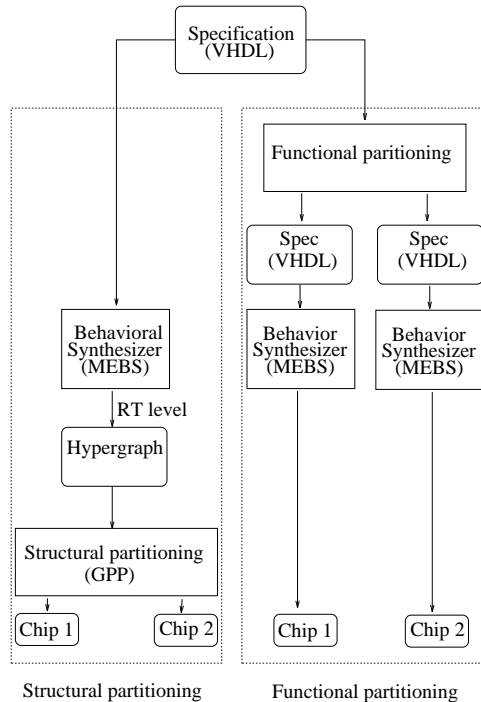 Specification
(VHDL)
Functional paritioning
Spec
(VHDL)
Spec
(VHDL)
Behavioral
Synthesizer
(MEBS)
Behavior
Synthesizer
(MEBS)
Behavior
Synthesizer
(MEBS)
RT level
Hypergraph
Structural partitioning
(GPP)
Chip 1
Chip 2
Chip 1
Chip 2
Structural partitioning
Functional partitioning